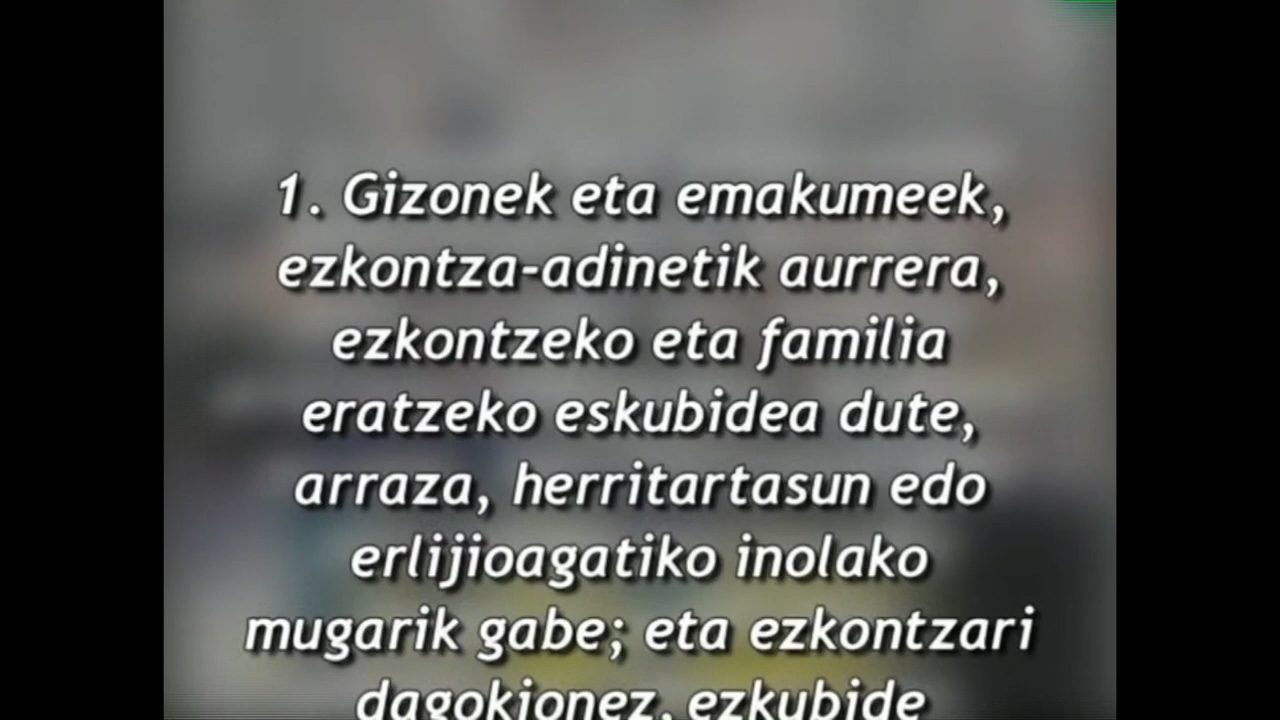 1. Gizonek eta emakumeek,
ezkontza-adinetik aurrera,
ezkontzeko eta familia
eratzeko eskubidea dute,
arraza, herritartasun edo
erlijioagatiko inolako
mugarik gabe; eta ezkontzari
dagokionez, ezkubide